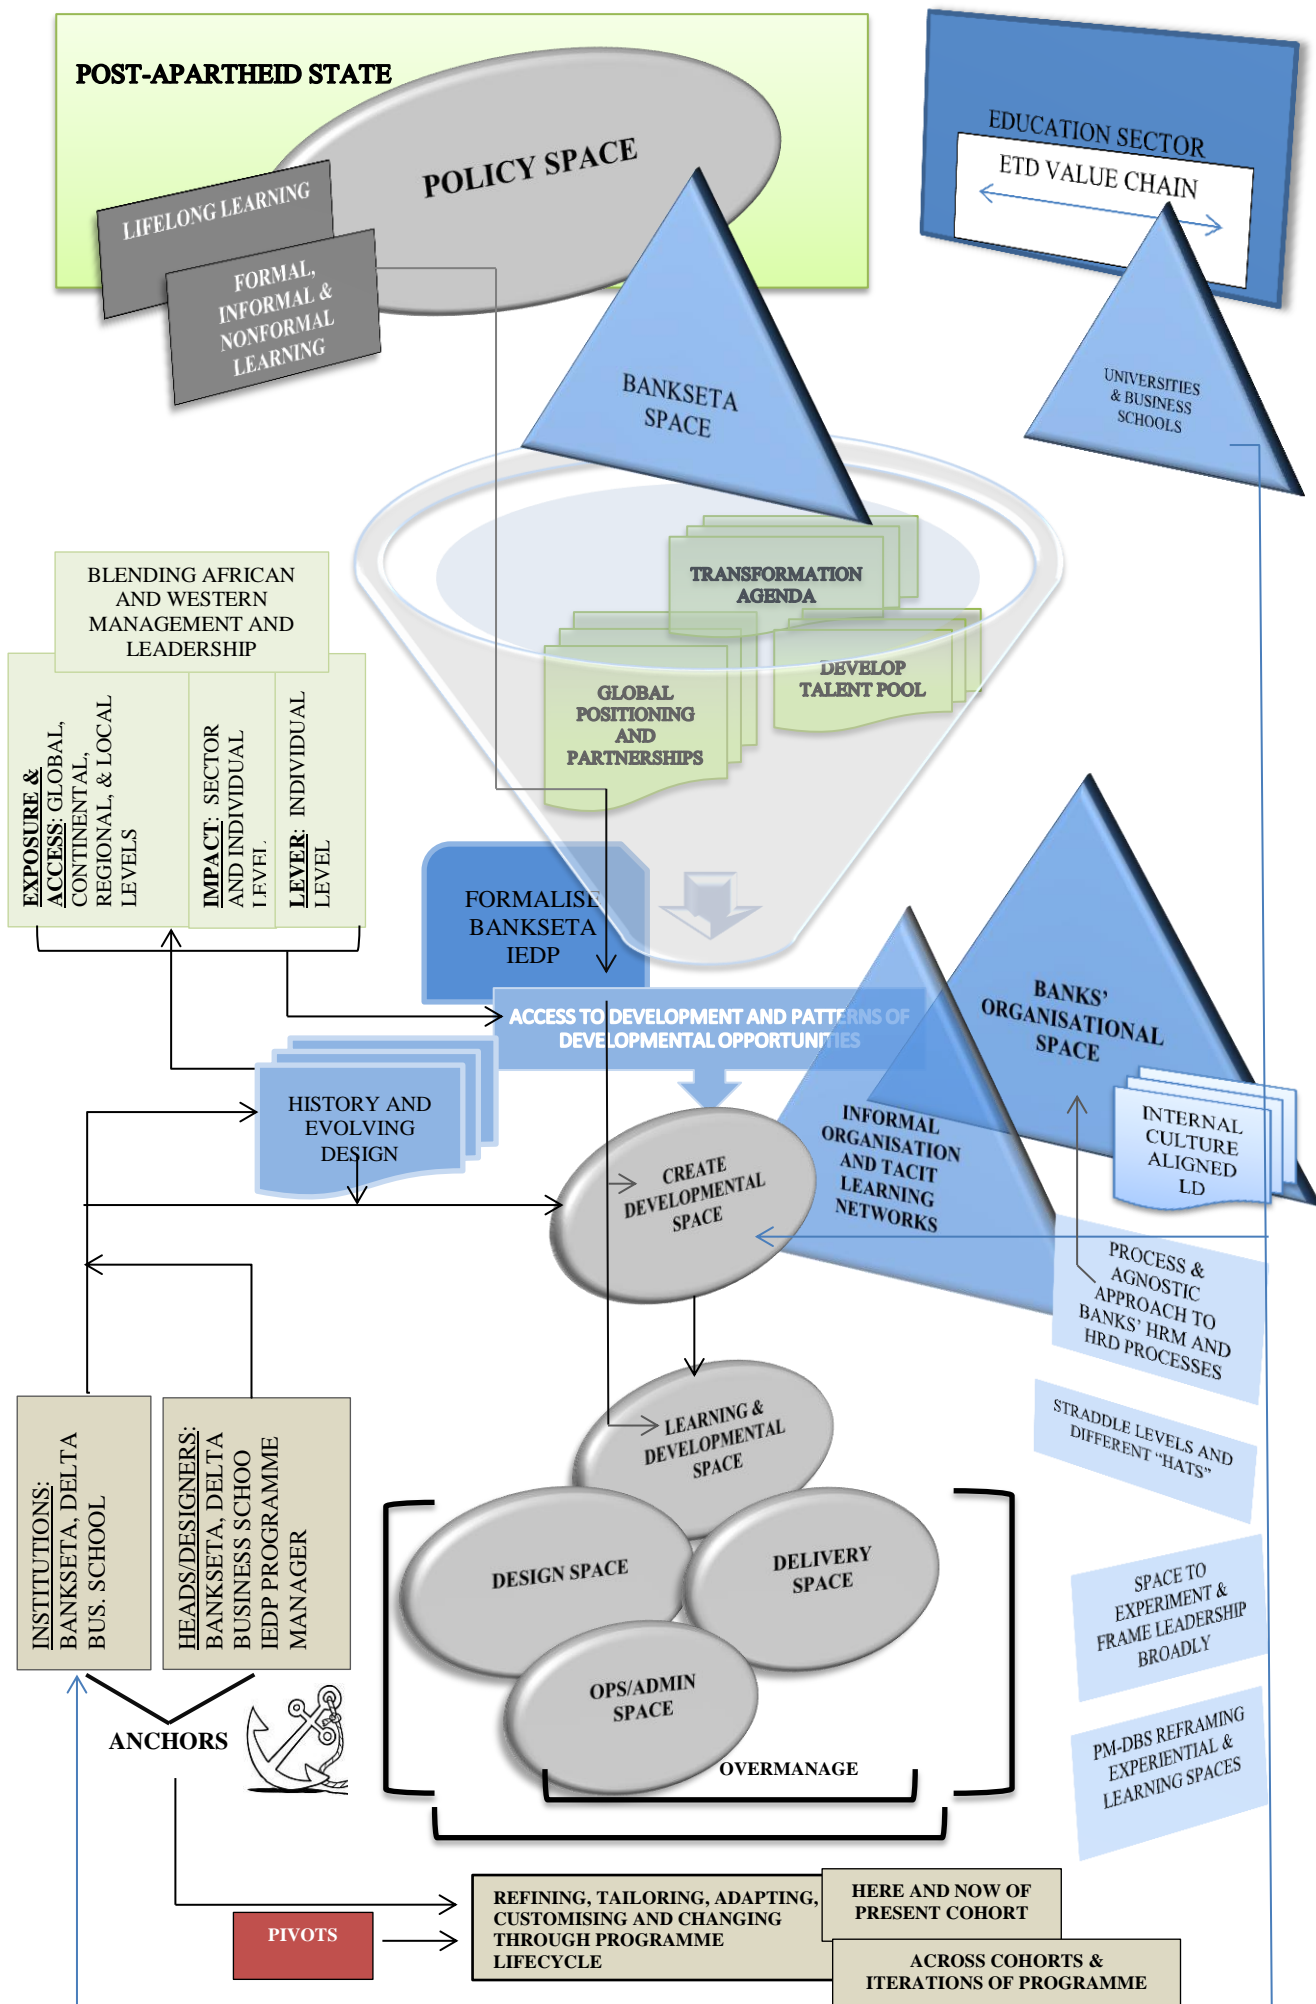 POST-APARTHEID STATE
POLICY SPACE
LIFELONG LEARNING
FORMAL,
INFORMAL &
NONFORMAL
LEARNING
EDUCATION SECTOR
ETD VALUE CHAIN
UNIVERSITIES
& BUSINESS
SCHOOLS
BANKSETA
SPACE
TRANSFORMATION
AGENDA
GLOBAL
POSITIONING
AND
PARTNERSHIPS
DEVELOP
TALENT POOL
BLENDING AFRICAN
AND WESTERN
MANAGEMENT AND
LEADERSHIP
EXPOSURE &
ACCESS: GLOBAL,
CONTINENTAL,
REGIONAL, & LOCAL
LEVELS
IMPACT: SECTOR
AND INDIVIDUAL
LEVEL
LEVER: INDIVIDUAL
LEVEL
FORMALISE
BANKSETA
IEDP
ACCESS TO DEVELOPMENT AND PATTERNS OF
DEVELOPMENTAL OPPORTUNITIES
HISTORY AND
EVOLVING
DESIGN
CREATE
DEVELOPMENTAL
SPACE
BANKS'
ORGANISATIONAL
SPACE
INFORMAL
ORGANISATION
AND TACIT
LEARNING
NETWORKS
INTERNAL
CULTURE
ALIGNED
LD
PROCESS &
AGNOSTIC
APPROACH TO
BANKS' HRM AND
HRD PROCESSES
STRADDLE LEVELS AND
DIFFERENT “HATS”
SPACE TO
EXPERIMENT &
FRAME LEADERSHIP
BROADLY
PM-DBS REFRAMING
EXPERIENTIAL &
LEARNING SPACES
LEARNING &
DEVELOPMENTAL
SPACE
DESIGN SPACE
DELIVERY
SPACE
OPS/ADMIN
SPACE
OVERMANAGE
INSTITUTIONS:
BANKSETA, DELTA
BUS. SCHOOL
HEADS/DESIGNERS:
BANKSETA, DELTA
BUSINESS SCHOO
IEDP PROGRAMME
MANAGER
ANCHORS
PIVOTS
REFINING, TAILORING, ADAPTING,
CUSTOMISING AND CHANGING
THROUGH PROGRAMME
LIFECYCLE
HERE AND NOW OF
PRESENT COHORT
ACROSS COHORTS &
ITERATIONS OF PROGRAMME